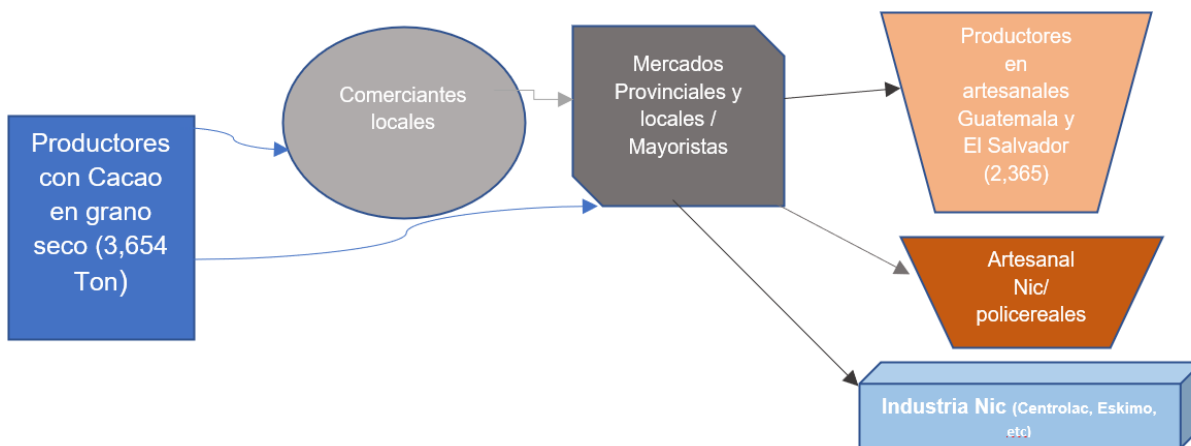 Productores
con Cacao
en grano
seco (3,654
Ton)
Comerciantes
locales
Mercados
Provinciales y
locales /
Mayoristas
Productores
en
artesanales
Guatemala y
El Salvador
(2,365)
Artesanal
Nic/
policereales
Industria Nic (Centrolac, Eskimo,
etc)